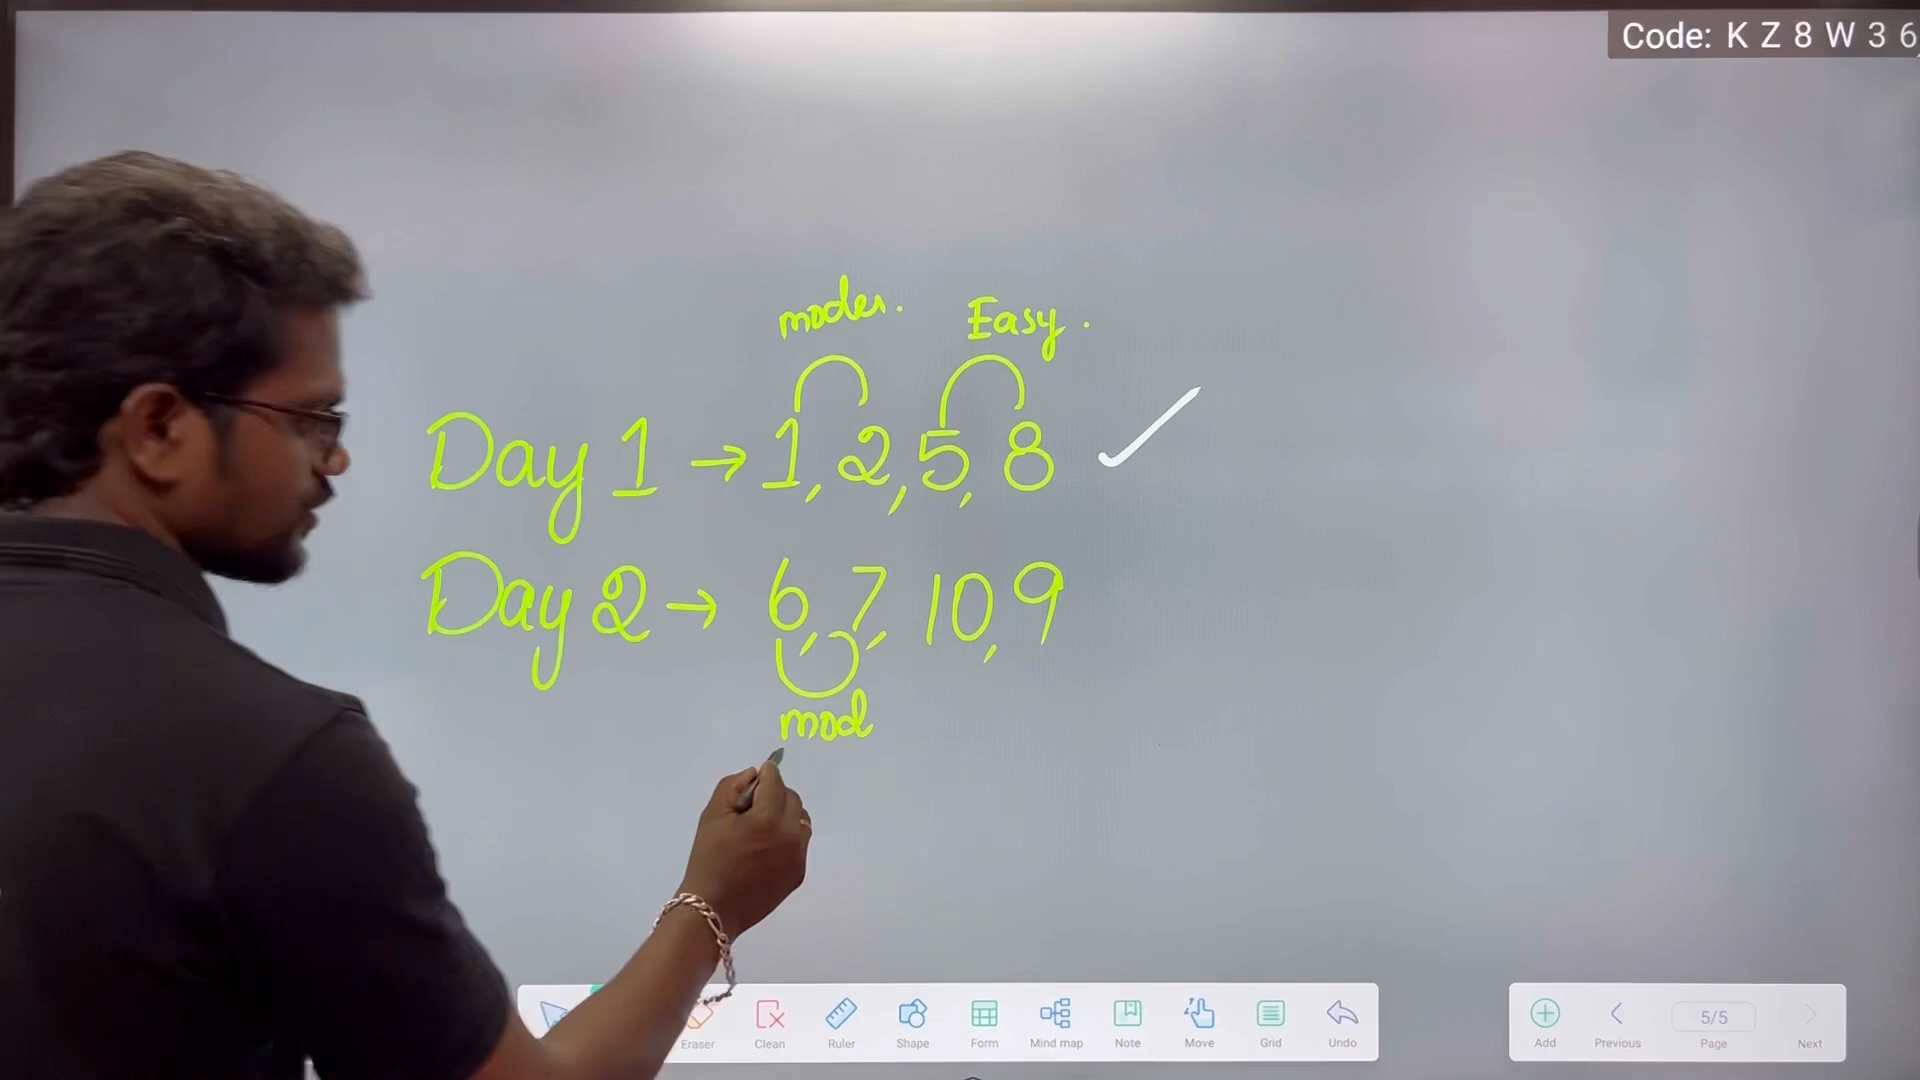 Code: K Z 8 W 3 6
moder. Easy.
Day 1 → 1, 2, 5, 8 ✓
Day 2 → 6, 7, 10, 9
mod
Eraser Clean Ruler Shape Form Mind map Note Move Grid Undo
5/5
Add Previous Page Next